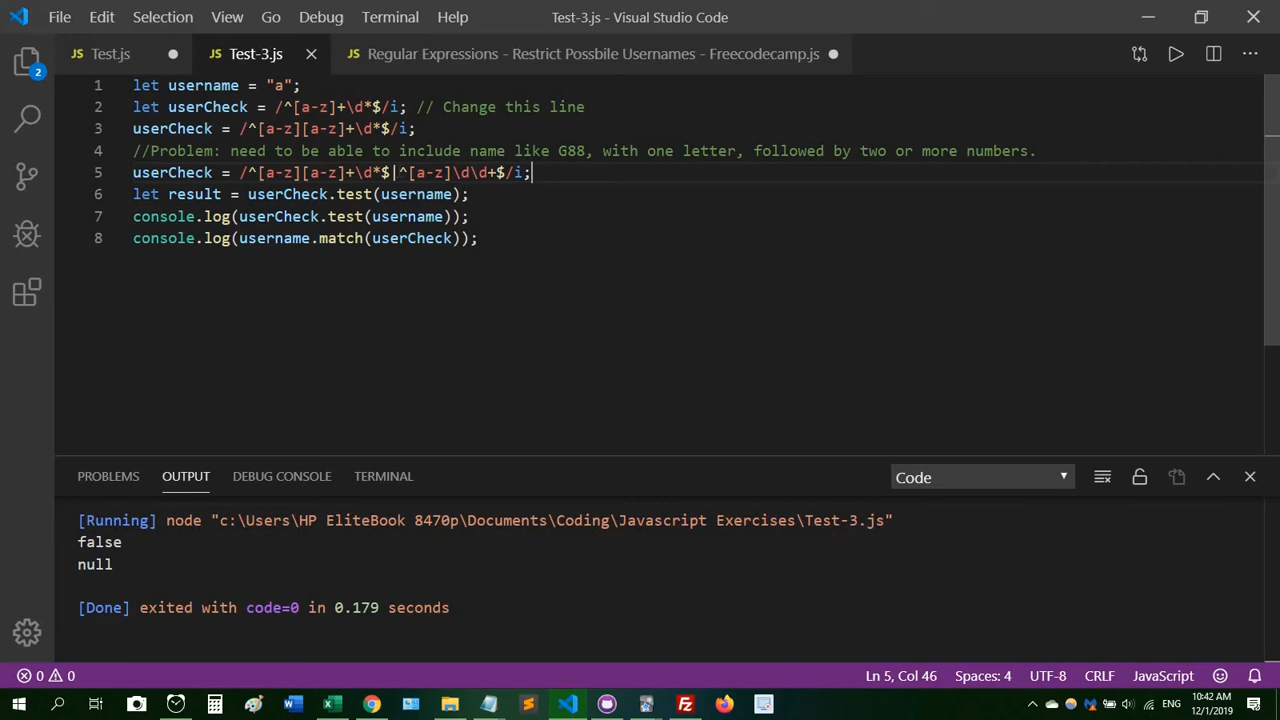 File Edit Selection View Go Debug Terminal Help Test-3.js - Visual Studio Code
JS Test.js JS Test-3.js JS Regular Expressions - Restrict Possbile Usernames - Freecodecamp.js
2
1 let username = "a";
2 let userCheck = /^[a-z]+\d*$/i; // Change this line
3 userCheck = /^[a-z][a-z]+\d*$/i;
4 //Problem: need to be able to include name like G88, with one letter, followed by two or more numbers.
5 userCheck = /^[a-z][a-z]+\d*$|^[a-z]\d\d+$/i;
6 let result = userCheck.test(username);
7 console.log(userCheck.test(username));
8 console.log(username.match(userCheck));
PROBLEMS OUTPUT DEBUG CONSOLE TERMINAL Code
[Running] node "c:\Users\HP EliteBook 8470p\Documents\Coding\Javascript Exercises\Test-3.js"
false
null
[Done] exited with code=0 in 0.179 seconds
0 0 Ln 5, Col 46 Spaces: 4 UTF-8 CRLF JavaScript
ENG 10:42 AM
12/1/2019